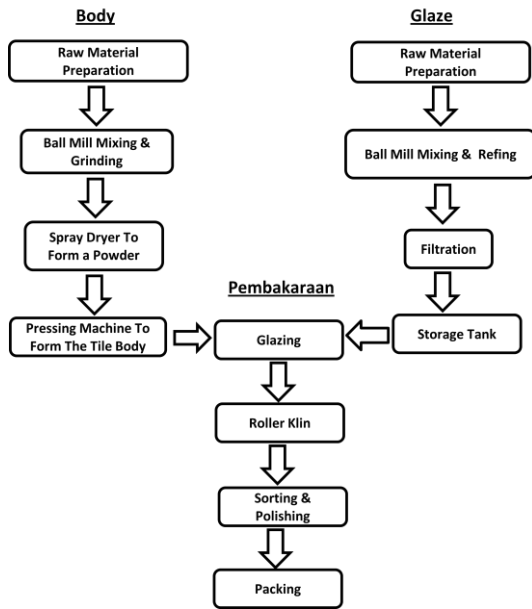 Body
Raw Material
Preparation
Ball Mill Mixing &
Grinding
Spray Dryer To
Form a Powder
Pressing Machine To
Form The Tile Body
Glaze
Raw Material
Preparation
Ball Mill Mixing & Refing
Filtration
Storage Tank
Pembakaraan
Glazing
Roller Klin
Sorting &
Polishing
Packing